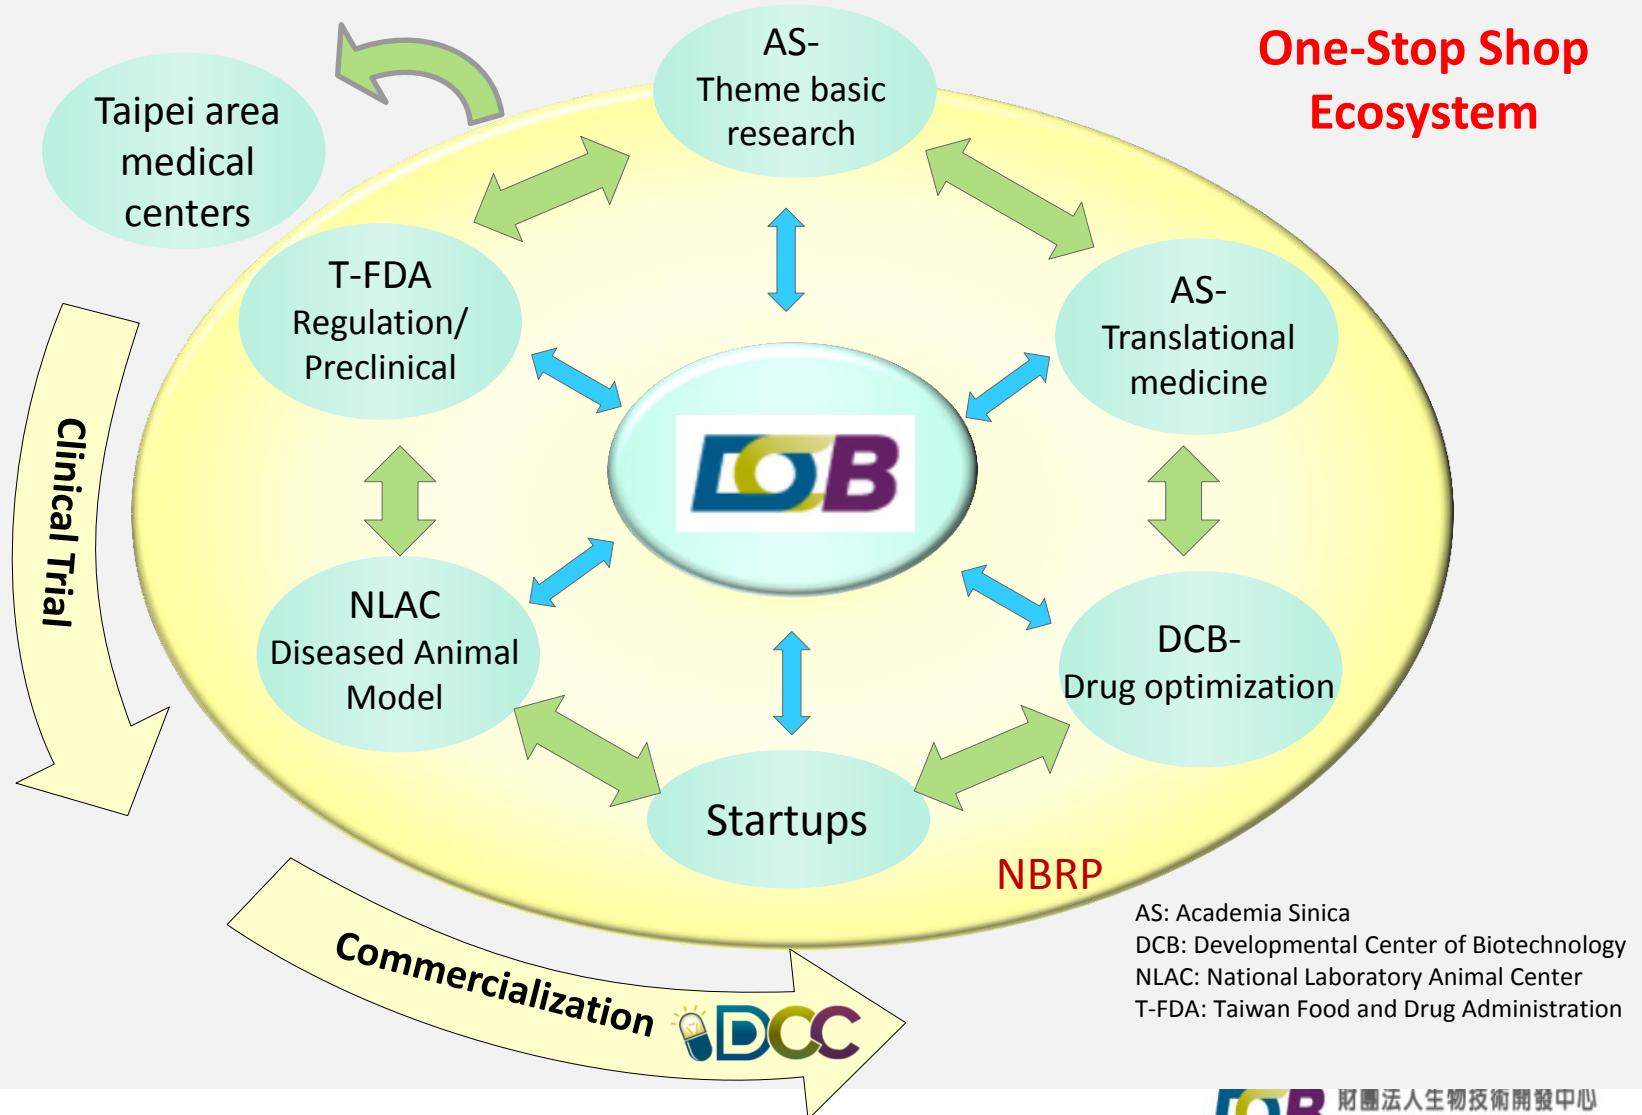 One-Stop Shop
Ecosystem
AS-
Theme basic
research
Taipei area
medical
centers
T-FDA
Regulation/
Preclinical
AS-
Translational
medicine
DCB
Clinical Trial
NLAC
Diseased Animal
Model
DCB-
Drug optimization
Startups
NBRP
Commercialization DCC
AS: Academia Sinica
DCB: Developmental Center of Biotechnology
NLAC: National Laboratory Animal Center
T-FDA: Taiwan Food and Drug Administration
DCB 財團法人生物技術開發中心